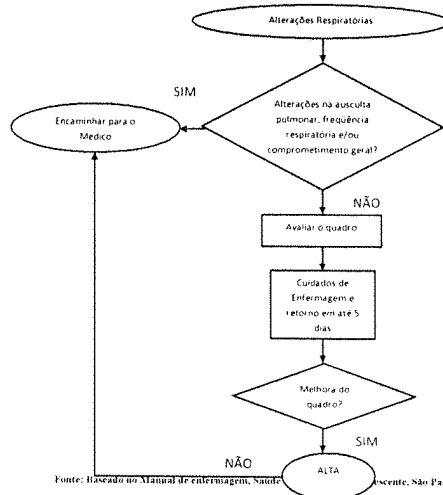 Alterações Respiratórias
SIM
Encaminhar para o
Medico
Alterações na ausculta
pulmonar, freqüência
respiratória e/ou
comprometimento geral?
NÃO
Avaliar o quadro
Cuidados de
Enfermagem e
retorno em até 5
dias
Melhora do
quadro?
SIM
NÃO
ALTA
Fonte: Baseado no Manual de enfermagem, Saúde escente, São Pa